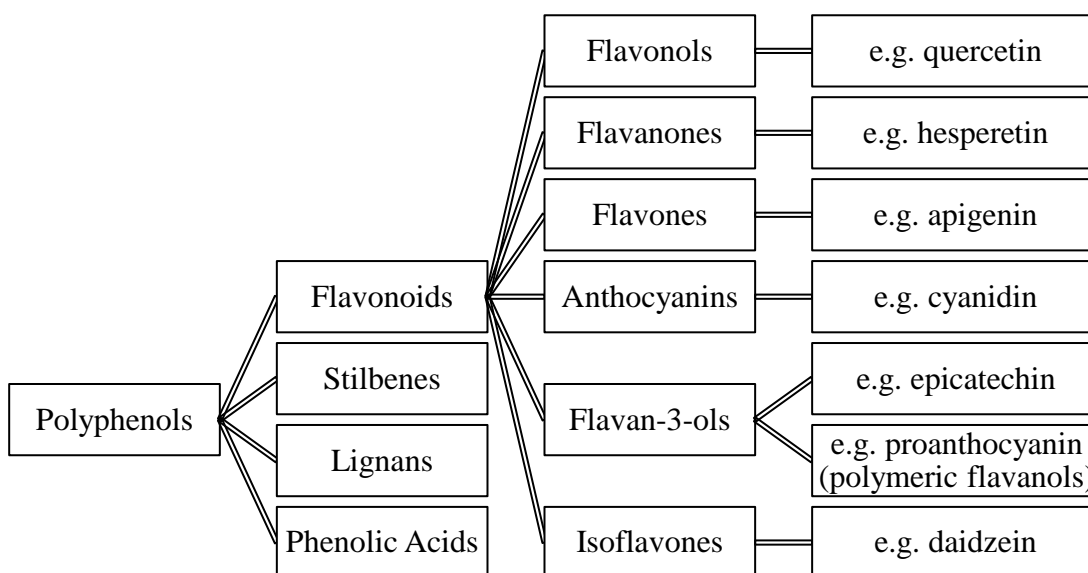 Flavonols
e.g. quercetin
Flavanones
e.g. hesperetin
Flavones
e.g. apigenin
Flavonoids
Anthocyanins
e.g. cyanidin
Stilbenes
e.g. epicatechin
Polyphenols
Flavan-3-ols
Lignans
e.g. proanthocyanin
(polymeric flavanols)
Phenolic Acids
Isoflavones
e.g. daidzein